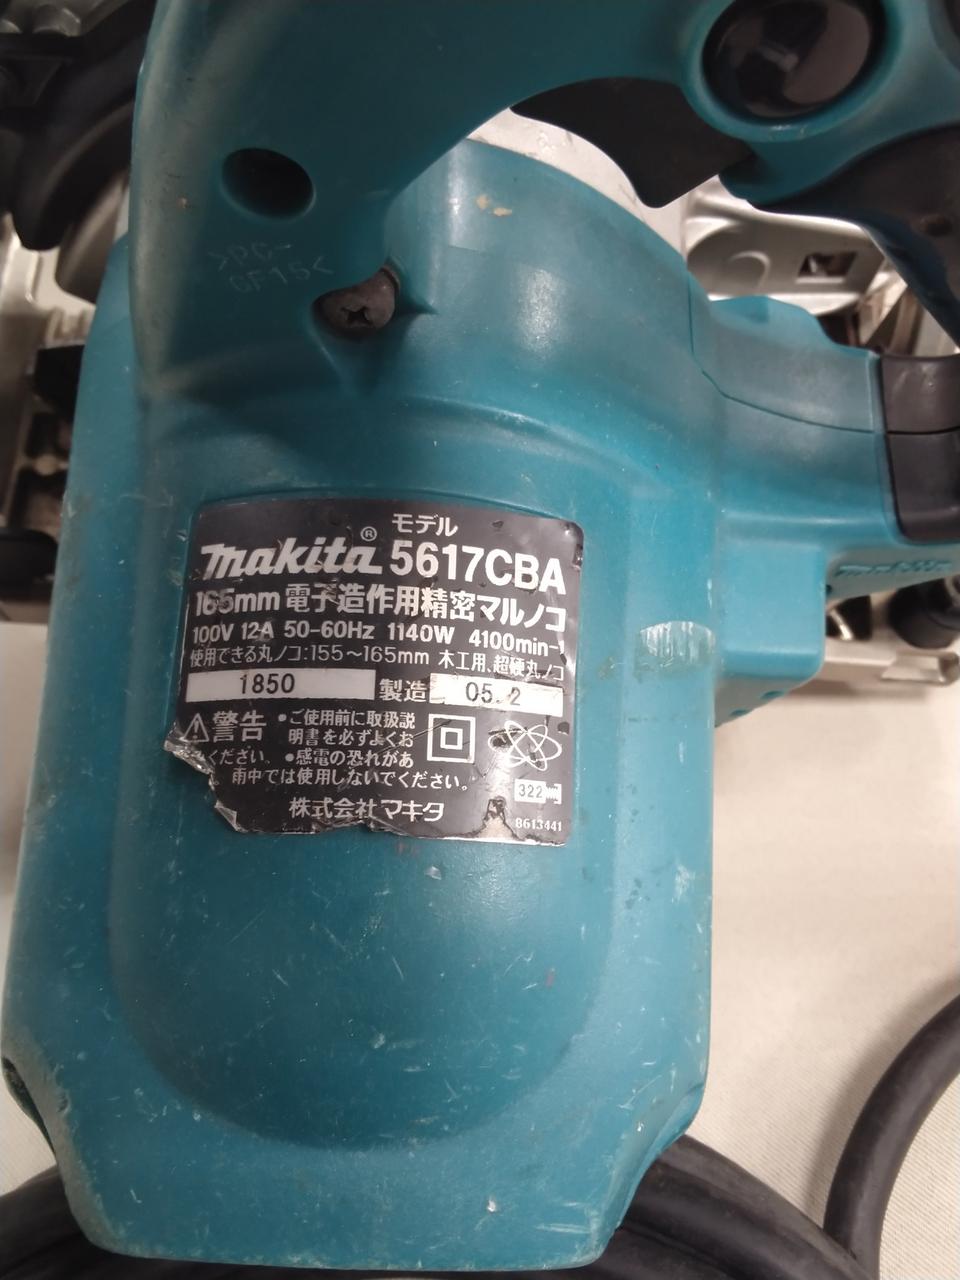 >PC-
GF15<
モデル
makita® 5617CBA
165mm 電子造作用精密マルノコ
100V 12A 50-60Hz 1140W 4100min-1
使用できる丸ノコ:155~165mm 木工用、超硬丸ノコ
1850 製造 05.2
⚠警告 •ご使用前に取扱説
明書を必ずよくお
ください。•感電の恐れがあ
雨中では使用しないでください。
322
株式会社 マキタ
8613441